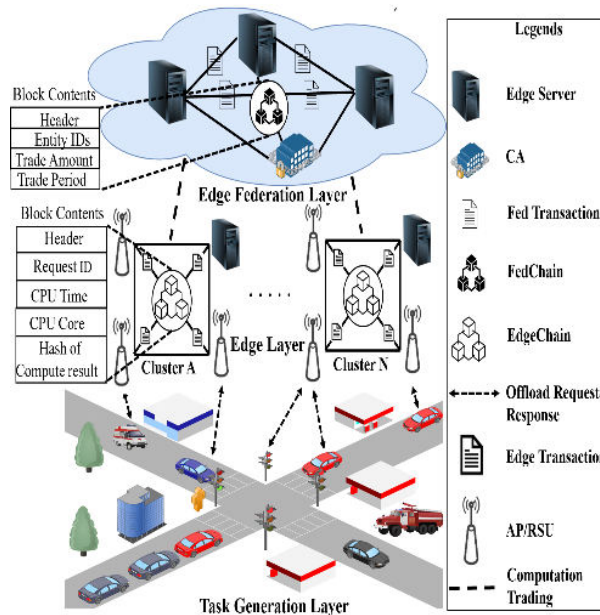 Legends
Block Contents
Header
Entity IDs
Trade Amount
Trade Period
Edge Server
CA
Edge Federation Layer
Block Contents
Header
Request ID
CPU Time
CPU Core
Hash of
Compute result
Fed Transaction
FedChain
EdgeChain
Edge Layer
Cluster A
Cluster N
Offload Request
Response
Edge Transaction
AP/RSU
Computation
Trading
Task Generation Layer